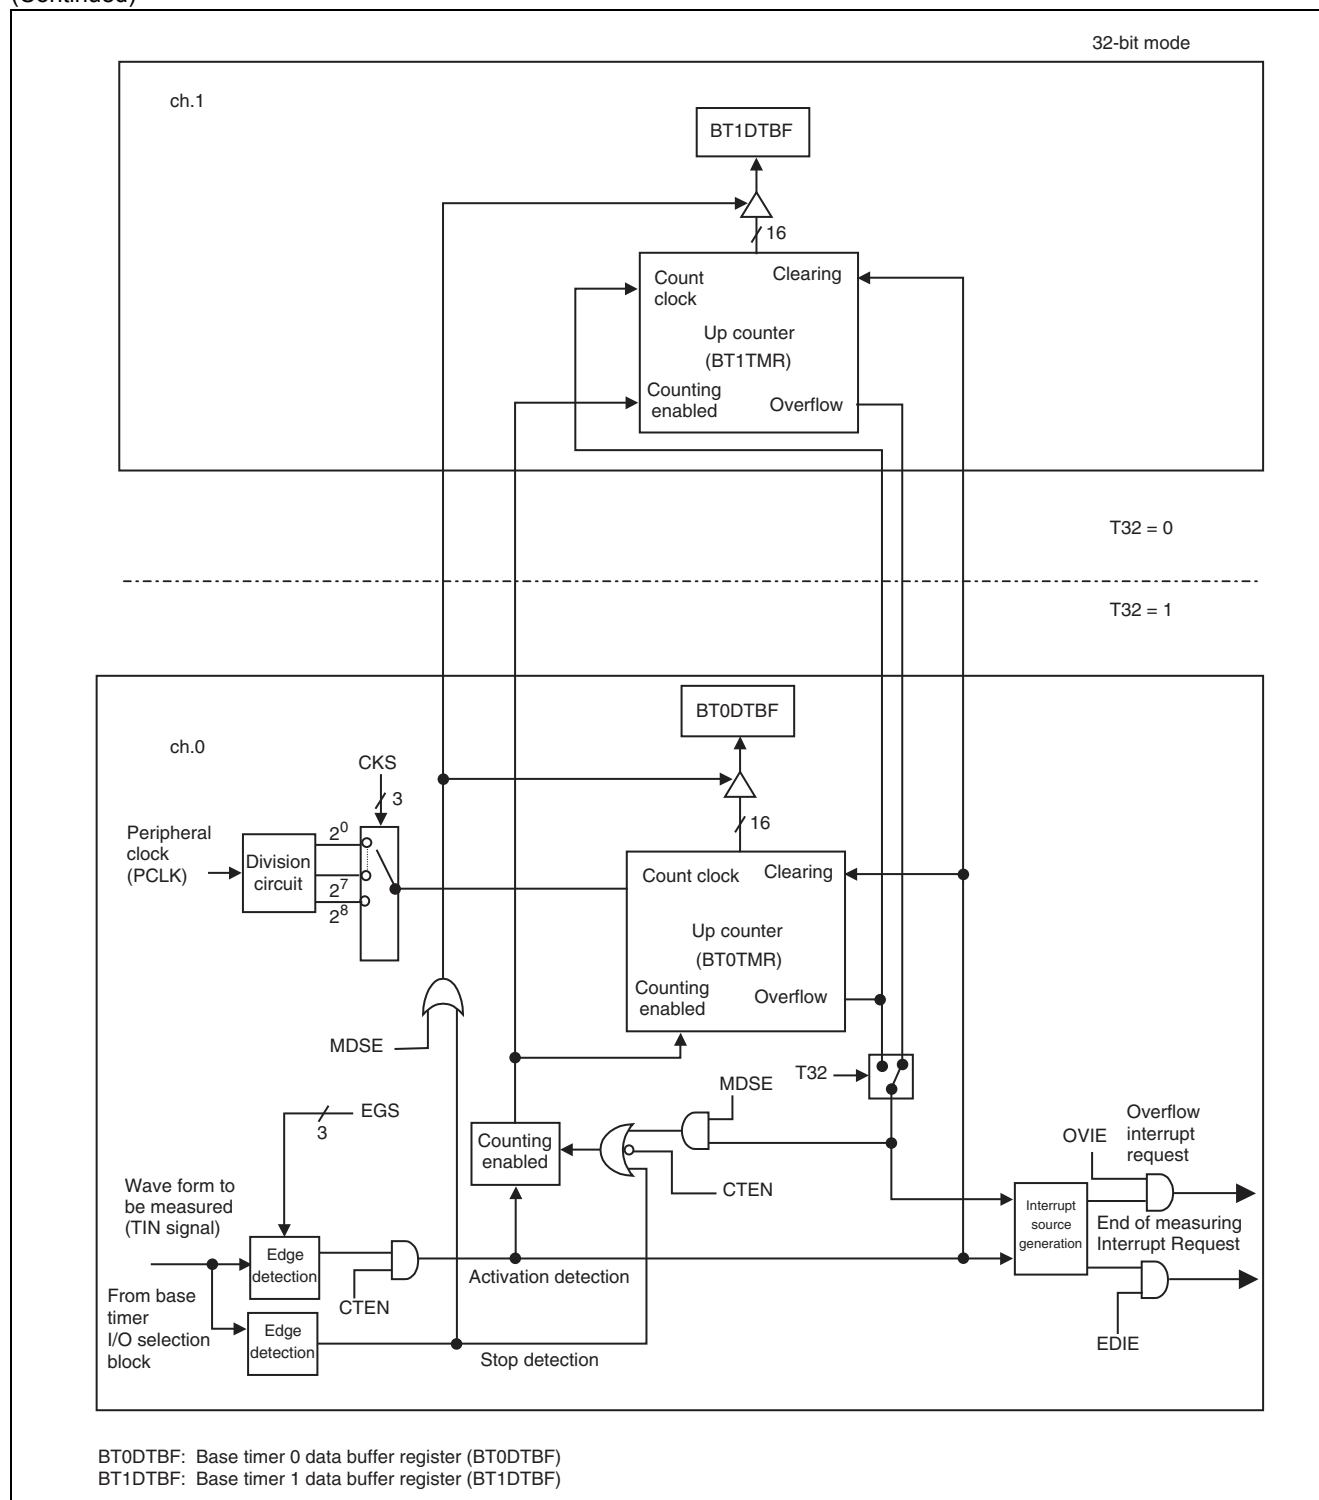 (Continued)
32-bit mode
ch.1
BT1DTBF
16
Count
clock
Clearing
Up counter
(BT1TMR)
Counting
enabled
Overflow
T32 = 0
T32 = 1
ch.0
BT0DTBF
CKS
3
16
Peripheral
clock
(PCLK)
Division
circuit
2^0
2^7
2^8
Count clock
Clearing
Up counter
(BT0TMR)
Counting
enabled
Overflow
MDSE
T32
MDSE
EGS
3
Counting
enabled
CTEN
OVIE
Overflow
interrupt
request
Wave form to
be measured
(TIN signal)
Edge
detection
CTEN
Activation detection
Interrupt
source
generation
End of measuring
Interrupt Request
From base
timer
I/O selection
block
Edge
detection
Stop detection
EDIE
BT0DTBF: Base timer 0 data buffer register (BT0DTBF)
BT1DTBF: Base timer 1 data buffer register (BT1DTBF)